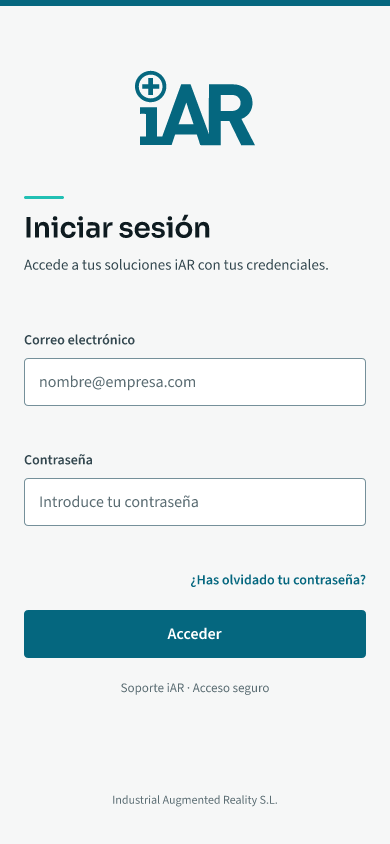 iAR
Iniciar sesión
Accede a tus soluciones iAR con tus credenciales.
Correo electrónico
nombre@empresa.com
Contraseña
Introduce tu contraseña
¿Has olvidado tu contraseña?
Acceder
Soporte iAR · Acceso seguro
Industrial Augmented Reality S.L.